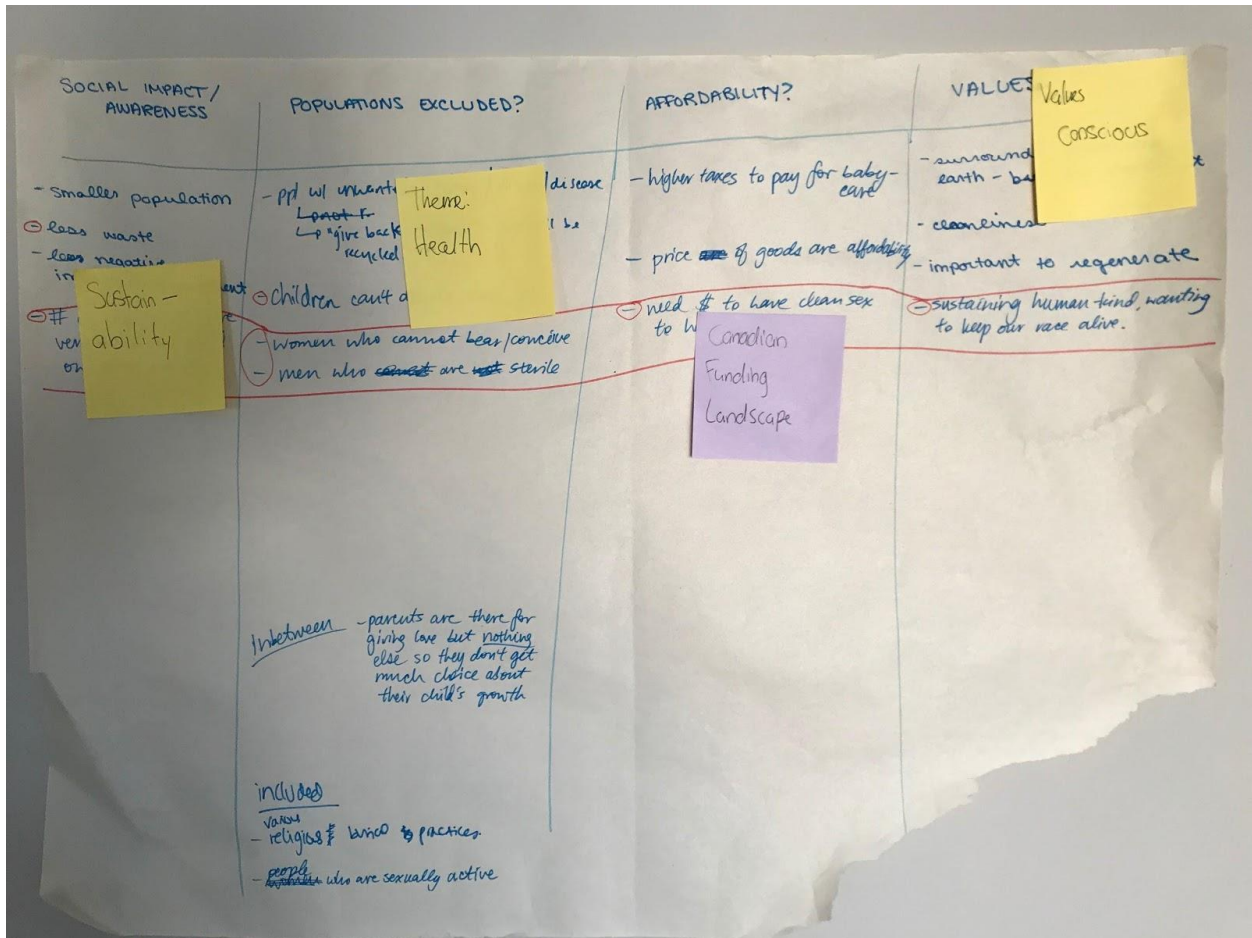 SOCIAL IMPACT/
AWARENESS
- smaller population
- less waste
- less negative
- #
Sustain-
ability
POPULATIONS EXCLUDED?
- ppl w/ disease
"give back be
recycled
- children can't
- women who cannot bear/conceive
- men who are sterile
Theme:
Health
Inbetween
- parents are there for
giving love but nothing
else so they don't get
much choice about
their child's growth
included
- religious practices
- people who are sexually active
AFFORDABILITY?
- higher taxes to pay for baby-
care
- price of goods are affordability
- need $ to have clean sex
to
Canadian
Funding
Landscape
VALUES
- surround
earth -
- cleanliness
- important to regenerate
- sustaining human kind, wanting
to keep our race alive.
Values
Conscious